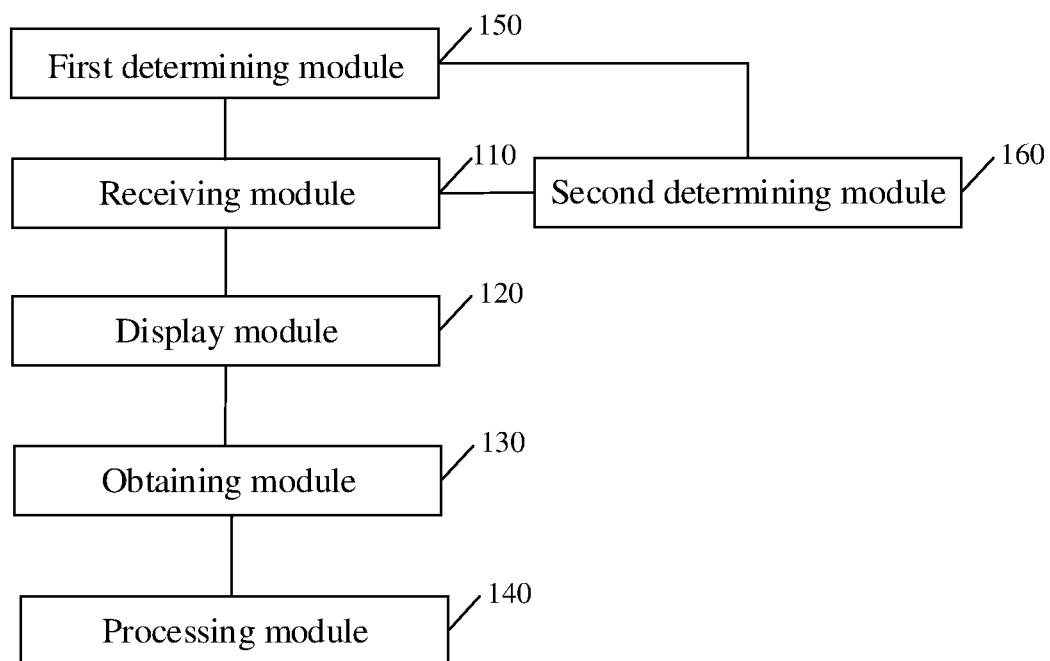 150
First determining module
110
Receiving module
160
Second determining module
120
Display module
130
Obtaining module
140
Processing module